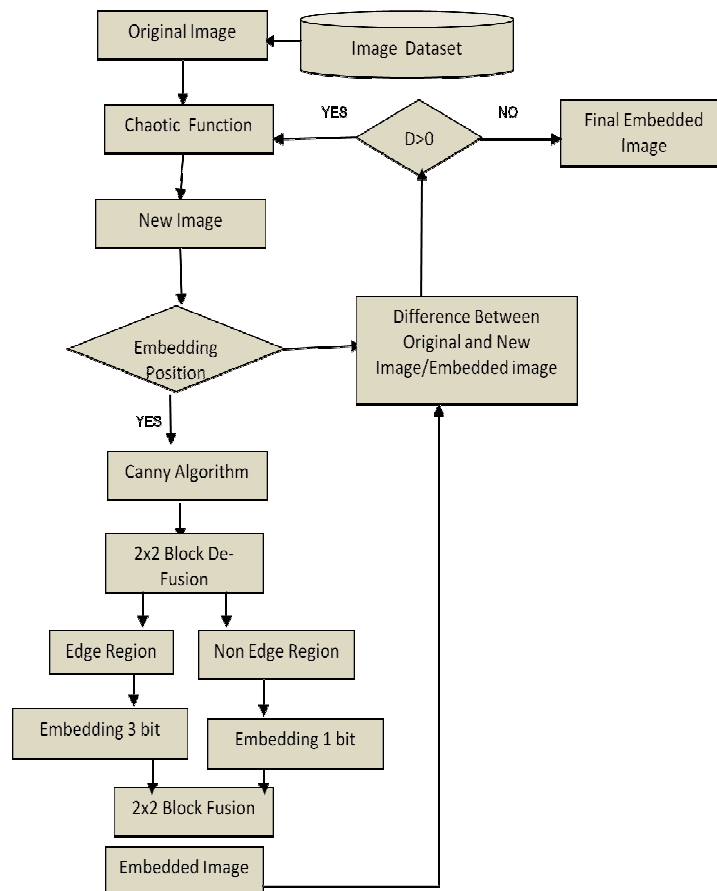 Original Image
Image Dataset
Chaotic Function
YES
D>0
NO
Final Embedded
Image
New Image
Embedding
Position
Difference Between
Original and New
Image/Embedded image
YES
Canny Algorithm
2x2 Block De-
Fusion
Edge Region
Non Edge Region
Embedding 3 bit
Embedding 1 bit
2x2 Block Fusion
Embedded Image